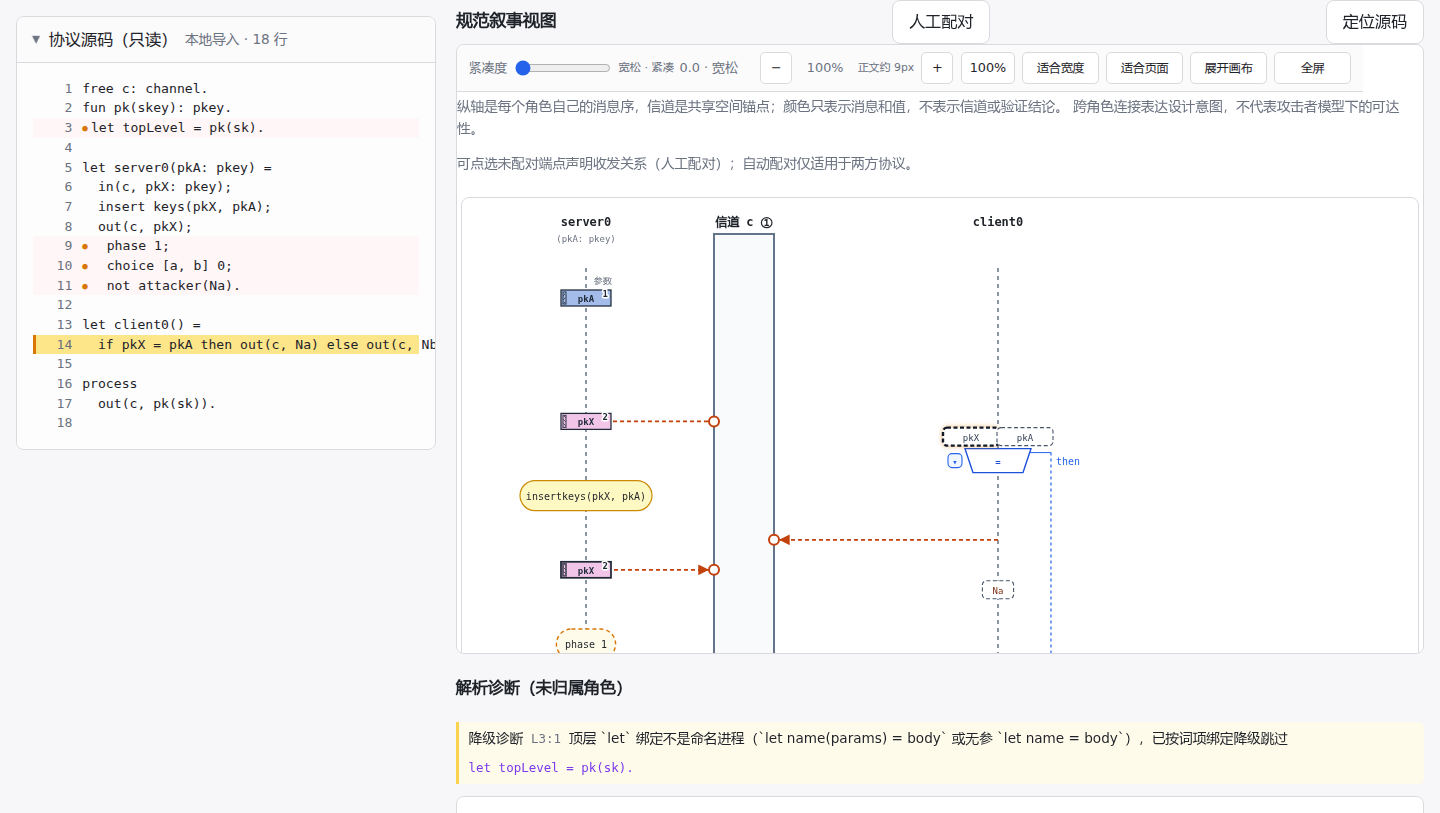 ▼ 协议源码（只读） 本地导入 · 18 行
1 free c: channel.
2 fun pk(skey): pkey.
3 let topLevel = pk(sk).
4
5 let server0(pkA: pkey) =
6 in(c, pkX: pkey);
7 insert keys(pkX, pkA);
8 out(c, pkX);
9 phase 1;
10 choice [a, b] 0;
11 not attacker(Na).
12
13 let client0() =
14 if pkX = pkA then out(c, Na) else out(c, Nb
15
16 process
17 out(c, pk(sk)).
18
规范叙事视图 人工配对 定位源码
紧凑度 宽松 · 紧凑 0.0 · 宽松 − 100% 正文约 9px + 100% 适合宽度 适合页面 展开画布 全屏
纵轴是每个角色自己的消息序，信道是共享空间锚点；颜色只表示消息和值，不表示信道或验证结论。 跨角色连接表达设计意图，不代表攻击者模型下的可达
性。
可点选未配对端点声明收发关系（人工配对）；自动配对仅适用于两方协议。
server0 信道 c ① client0
(pkA: pkey)
参数
pkA 1
pkX 2
pkX pkA
= then
insertkeys(pkX, pkA)
pkX 2
Na
phase 1
解析诊断（未归属角色）
降级诊断 L3:1 顶层 `let` 绑定不是命名进程（`let name(params) = body` 或无参 `let name = body`），已按词项绑定降级跳过
let topLevel = pk(sk).